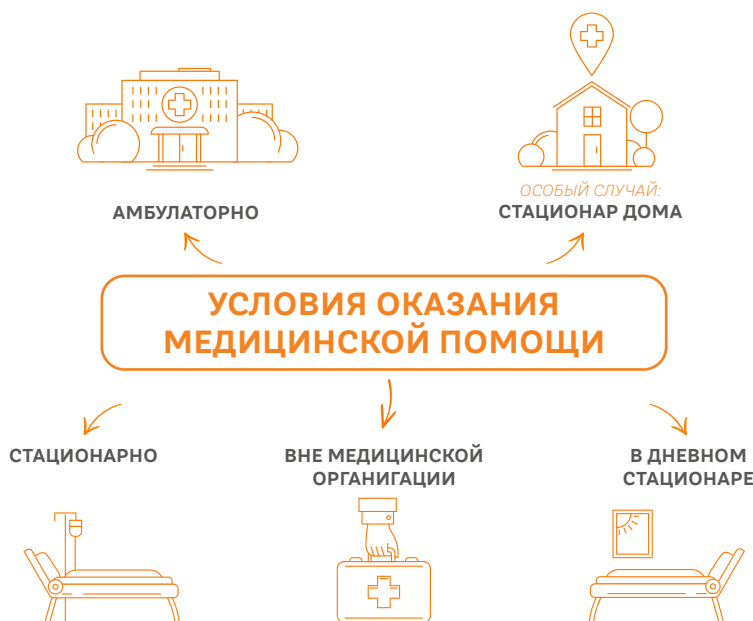 АМБУЛАТОРНО
ОСОБЫЙ СЛУЧАЙ:
СТАЦИОНАР ДОМА
УСЛОВИЯ ОКАЗАНИЯ
МЕДИЦИНСКОЙ ПОМОЩИ
СТАЦИОНАРНО
ВНЕ МЕДИЦИНСКОЙ
ОРГАНИГАЦИИ
В ДНЕВНОМ
СТАЦИОНАРЕ